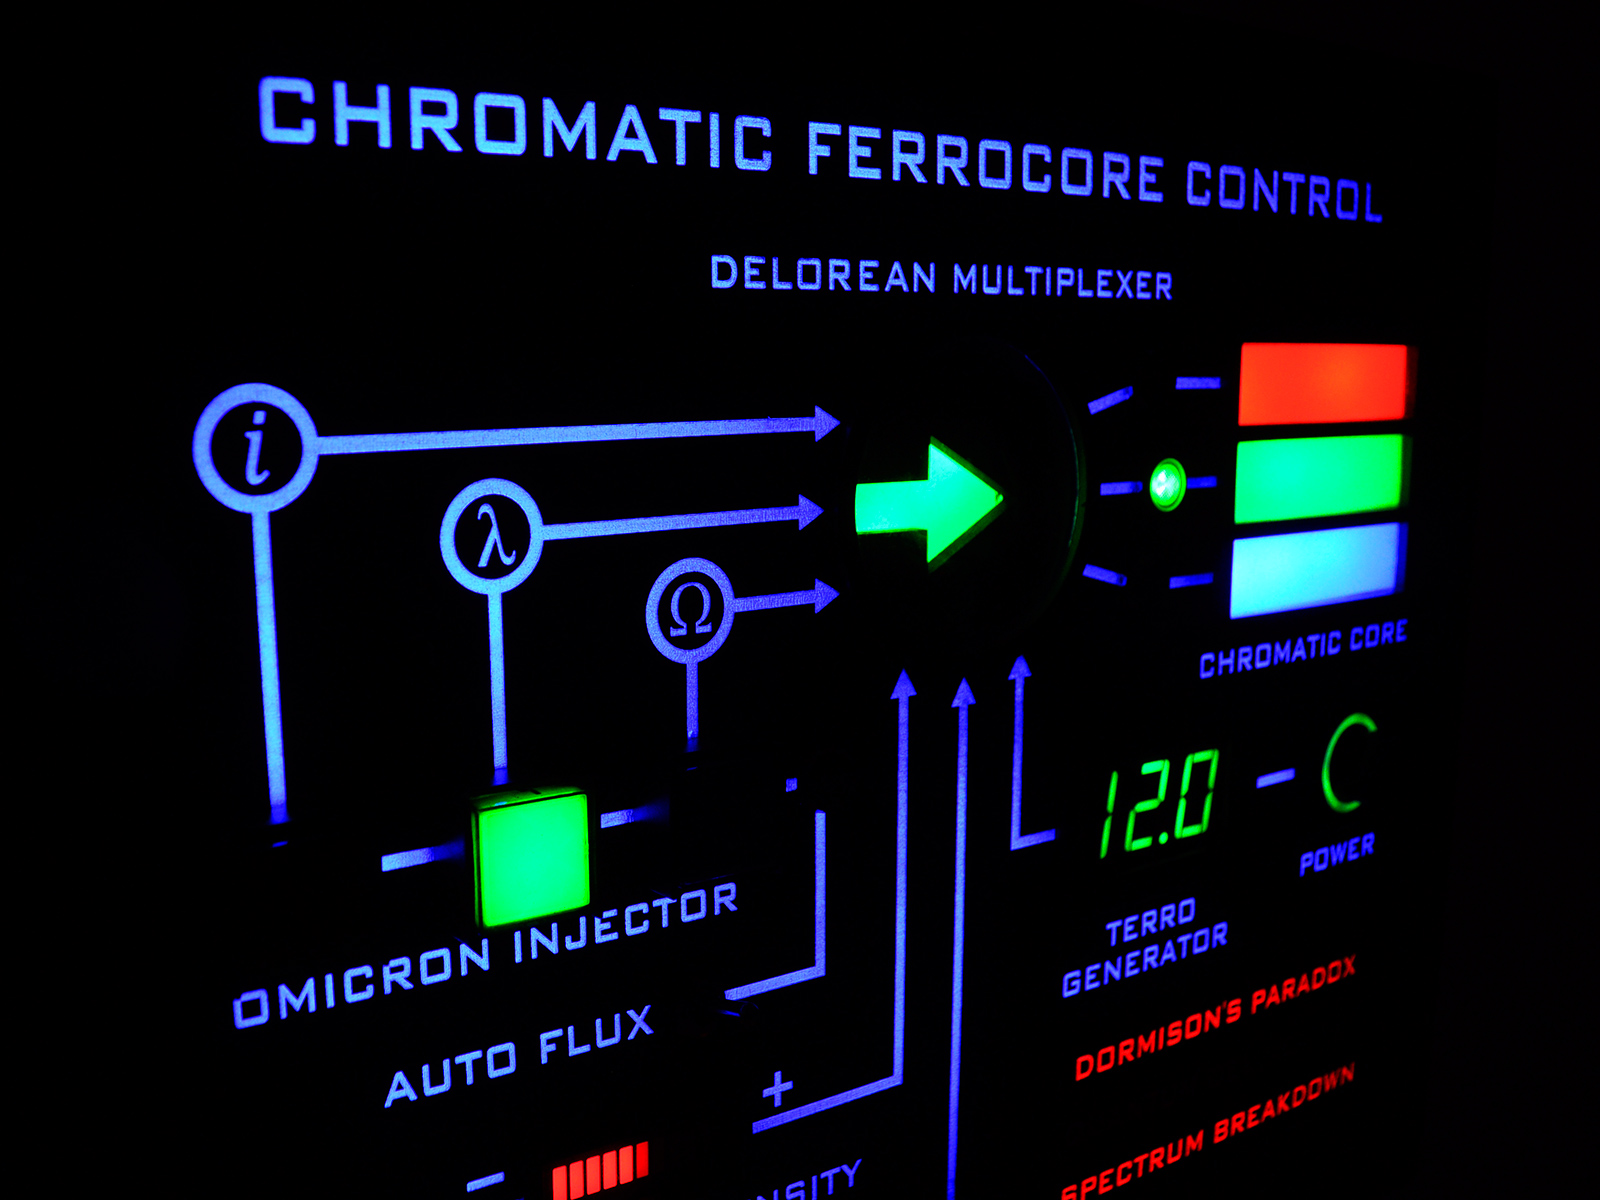 CHROMATIC FERROCORE CONTROL
DELOREAN MULTIPLEXER
i
λ
Ω
CHROMATIC CORE
12.0
POWER
OMICRON INJECTOR
TERRO
GENERATOR
AUTO FLUX
DORMISON'S PARADOX
+
SPECTRUM BREAKDOWN